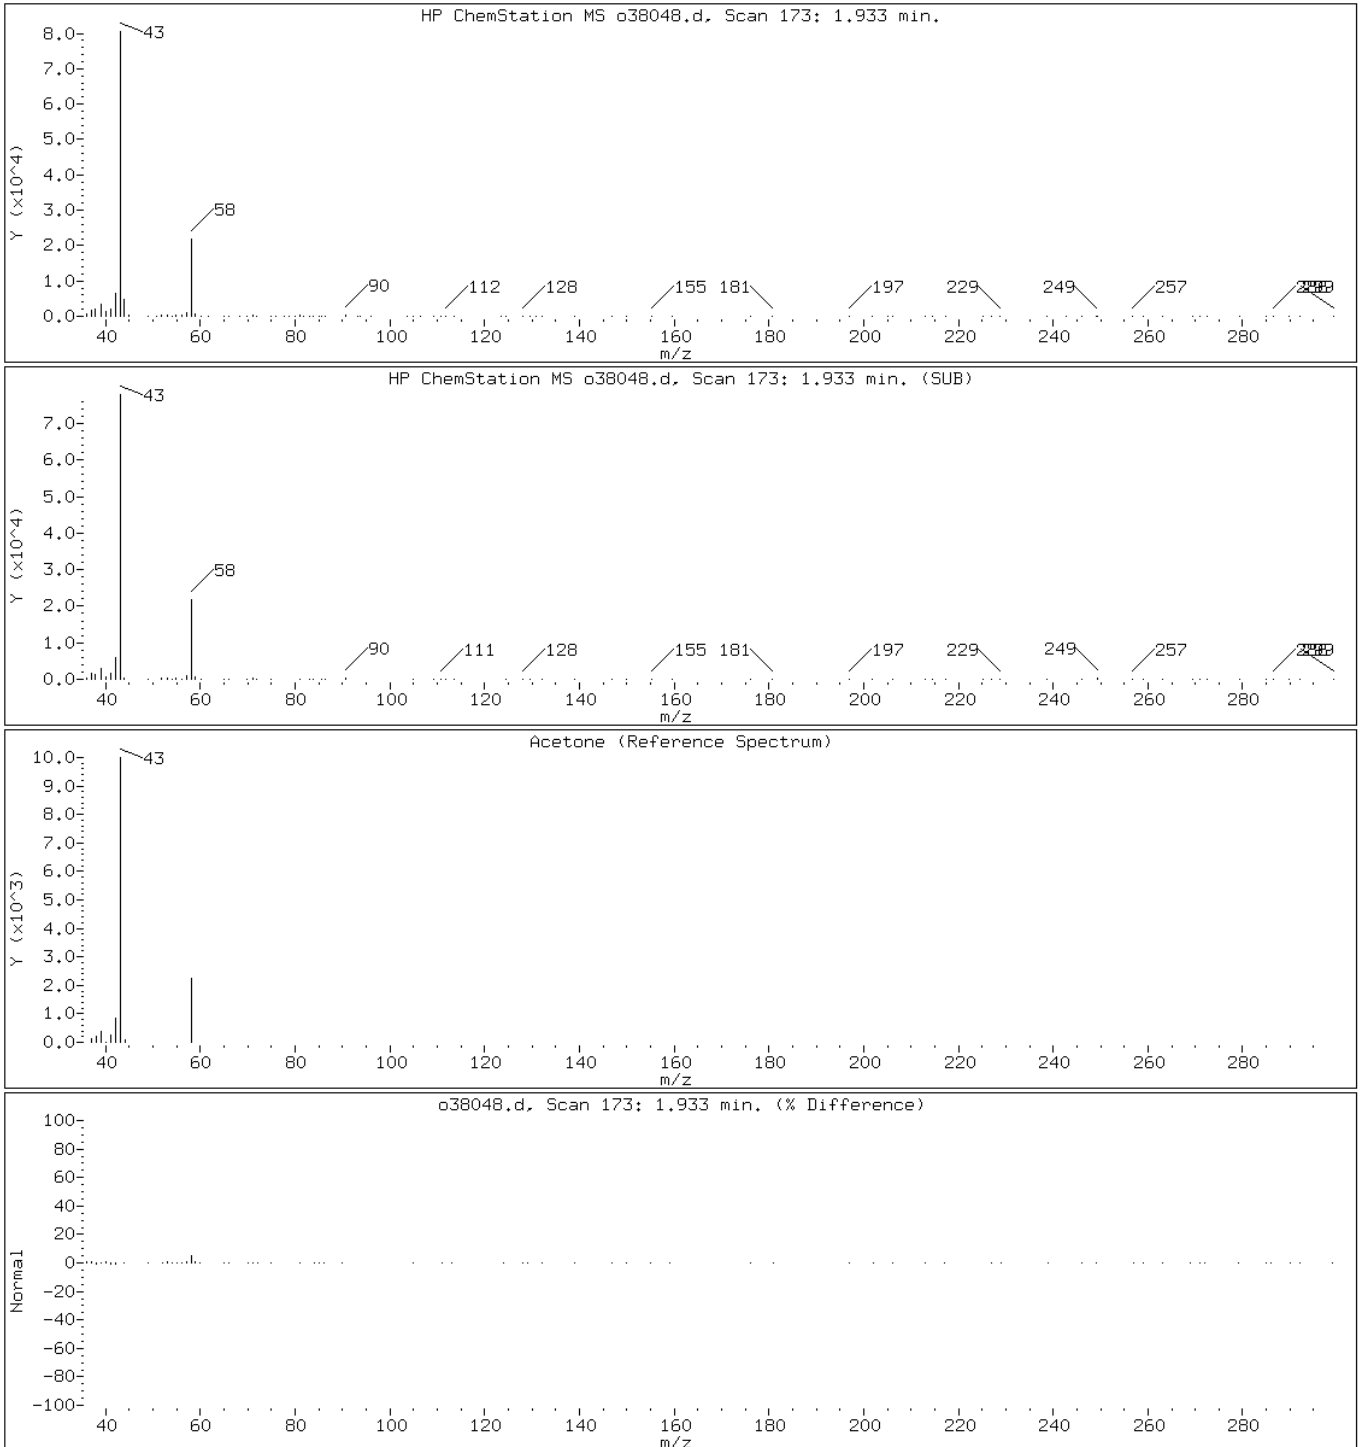 HP ChemStation MS o38048.d, Scan 173: 1.933 min.
Y (x10^4)
8.0
7.0
6.0
5.0
4.0
3.0
2.0
1.0
0.0
43
58
90 112 128 155 181 197 229 249 257
40 60 80 100 120 140 160 180 200 220 240 260 280
m/z
HP ChemStation MS o38048.d, Scan 173: 1.933 min. (SUB)
Y (x10^4)
7.0
6.0
5.0
4.0
3.0
2.0
1.0
0.0
43
58
90 111 128 155 181 197 229 249 257
40 60 80 100 120 140 160 180 200 220 240 260 280
m/z
Acetone (Reference Spectrum)
Y (x10^3)
10.0
9.0
8.0
7.0
6.0
5.0
4.0
3.0
2.0
1.0
0.0
43
40 60 80 100 120 140 160 180 200 220 240 260 280
m/z
o38048.d, Scan 173: 1.933 min. (% Difference)
Normal
100
80
60
40
20
0
-20
-40
-60
-80
-100
40 60 80 100 120 140 160 180 200 220 240 260 280
m/z